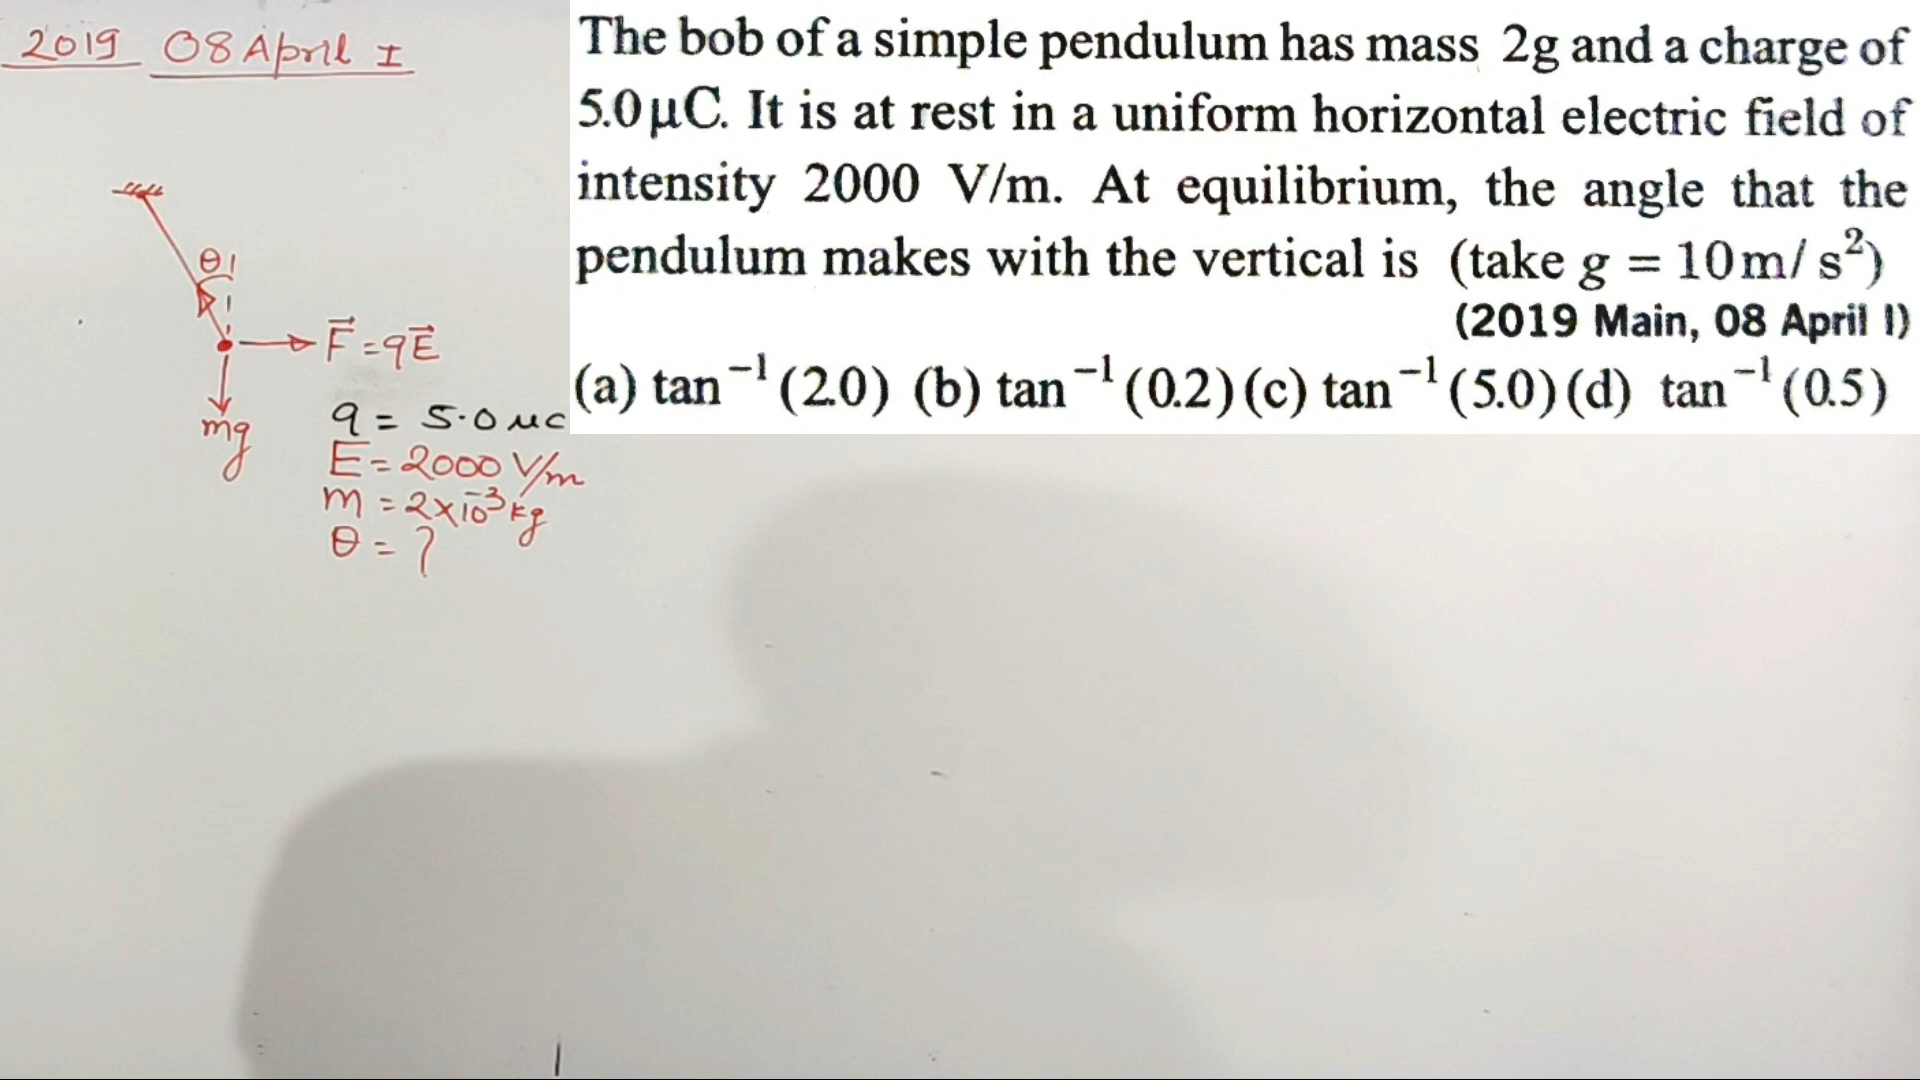 2019 08 April I
The bob of a simple pendulum has mass 2g and a charge of
5.0 μC. It is at rest in a uniform horizontal electric field of
intensity 2000 V/m. At equilibrium, the angle that the
pendulum makes with the vertical is (take g = 10 m/s²)
(2019 Main, 08 April I)
(a) tan⁻¹(2.0) (b) tan⁻¹(0.2) (c) tan⁻¹(5.0) (d) tan⁻¹(0.5)
θ
F⃗ = qE⃗
mg
q = 5.0 μc
E = 2000 V/m
m = 2×10⁻³ kg
θ = ?